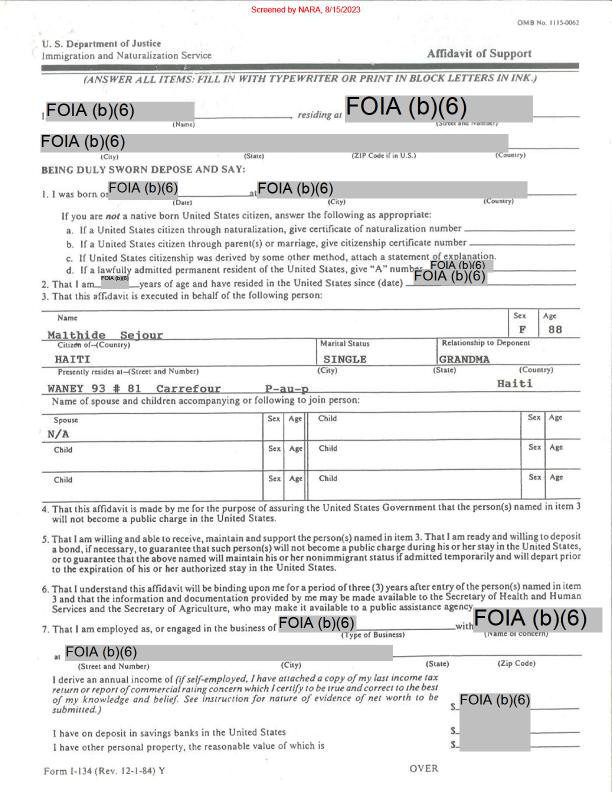 Screened by NARA, 8/15/2023
OMB No. 1115-0062
U. S. Department of Justice
Immigration and Naturalization Service
Affidavit of Support
(ANSWER ALL ITEMS: FILL IN WITH TYPEWRITER OR PRINT IN BLOCK LETTERS IN INK.)
I FOIA (b)(6) , residing at FOIA (b)(6)
(Name) (Street and Number)
FOIA (b)(6)
(City) (State) (ZIP Code if in U.S.) (Country)
BEING DULY SWORN DEPOSE AND SAY:
1. I was born on FOIA (b)(6) at FOIA (b)(6)
(Date) (City) (Country)
If you are not a native born United States citizen, answer the following as appropriate:
a. If a United States citizen through naturalization, give certificate of naturalization number
b. If a United States citizen through parent(s) or marriage, give citizenship certificate number
c. If United States citizenship was derived by some other method, attach a statement of explanation.
d. If a lawfully admitted permanent resident of the United States, give "A" number FOIA (b)(6)
2. That I am FOIA (b)(6) years of age and have resided in the United States since (date) FOIA (b)(6)
3. That this affidavit is executed in behalf of the following person:
Name Sex Age
Malthide Sejour F 88
Citizen of—(Country) Marital Status Relationship to Deponent
HAITI SINGLE GRANDMA
Presently resides at—(Street and Number) (City) (State) (Country)
WANEY 93 # 81 Carrefour P-au-p Haiti
Name of spouse and children accompanying or following to join person:
Spouse Sex Age Child Sex Age
N/A
Child Sex Age Child Sex Age
Child Sex Age Child Sex Age
4. That this affidavit is made by me for the purpose of assuring the United States Government that the person(s) named in item 3
will not become a public charge in the United States.
5. That I am willing and able to receive, maintain and support the person(s) named in item 3. That I am ready and willing to deposit
a bond, if necessary, to guarantee that such person(s) will not become a public charge during his or her stay in the United States,
or to guarantee that the above named will maintain his or her nonimmigrant status if admitted temporarily and will depart prior
to the expiration of his or her authorized stay in the United States.
6. That I understand this affidavit will be binding upon me for a period of three (3) years after entry of the person(s) named in item
3 and that the information and documentation provided by me may be made available to the Secretary of Health and Human
Services and the Secretary of Agriculture, who may make it available to a public assistance agency.
7. That I am employed as, or engaged in the business of FOIA (b)(6) with FOIA (b)(6)
(Type of Business) (Name of concern)
at FOIA (b)(6)
(Street and Number) (City) (State) (Zip Code)
I derive an annual income of (if self-employed, I have attached a copy of my last income tax
return or report of commercial rating concern which I certify to be true and correct to the best
of my knowledge and belief. See instruction for nature of evidence of net worth to be
submitted.) $ FOIA (b)(6)
I have on deposit in savings banks in the United States $
I have other personal property, the reasonable value of which is $
Form I-134 (Rev. 12-1-84) Y OVER